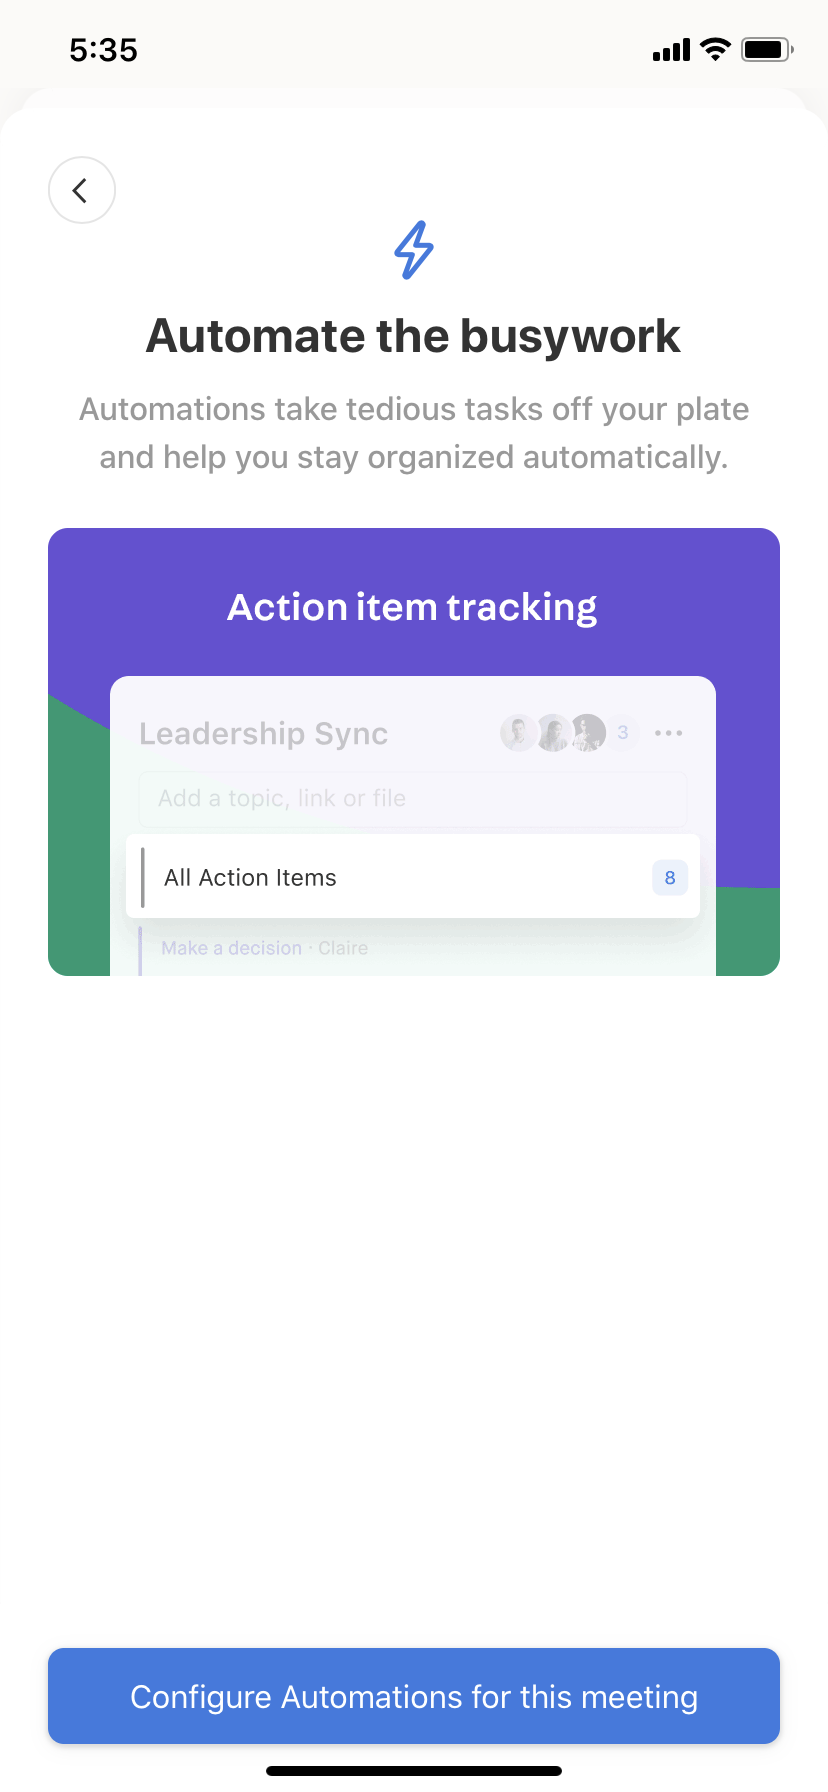 5:35
Automate the busywork
Automations take tedious tasks off your plate
and help you stay organized automatically.
Action item tracking
Leadership Sync
3
Add a topic, link or file
All Action Items
8
Make a decision · Claire
Configure Automations for this meeting